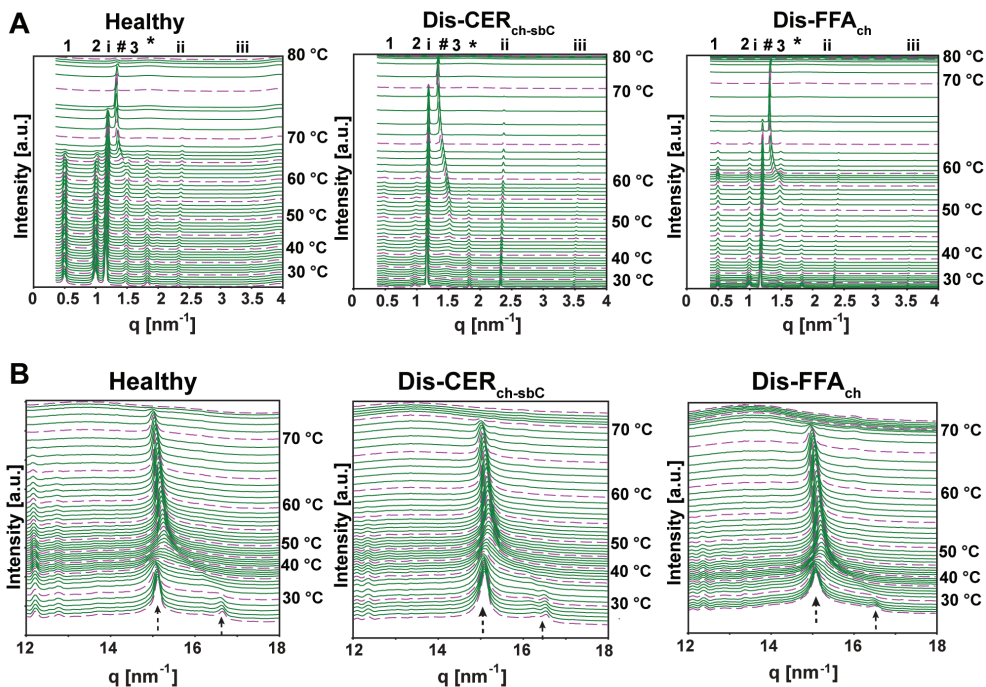 A
Healthy
Dis-CERch-sbC
Dis-FFAch
1 2 i # 3 * ii iii
1 2 i # 3 * ii iii
1 2 i # 3 * ii iii
Intensity [a.u.]
80 °C
70 °C
60 °C
50 °C
40 °C
30 °C
0 0.5 1 1.5 2 2.5 3 3.5 4
q [nm-1]
Intensity [a.u.]
80 °C
70 °C
60 °C
50 °C
40 °C
30 °C
0 0.5 1 1.5 2 2.5 3 3.5 4
q [nm-1]
Intensity [a.u.]
80 °C
70 °C
60 °C
50 °C
40 °C
30 °C
0 0.5 1 1.5 2 2.5 3 3.5 4
q [nm-1]
B
Healthy
Dis-CERch-sbC
Dis-FFAch
Intensity [a.u.]
70 °C
60 °C
50 °C
40 °C
30 °C
12 14 16 18
q [nm-1]
Intensity [a.u.]
70 °C
60 °C
50 °C
40 °C
30 °C
12 14 16 18
q [nm-1]
Intensity [a.u.]
70 °C
60 °C
50 °C
40 °C
30 °C
12 14 16 18
q [nm-1]